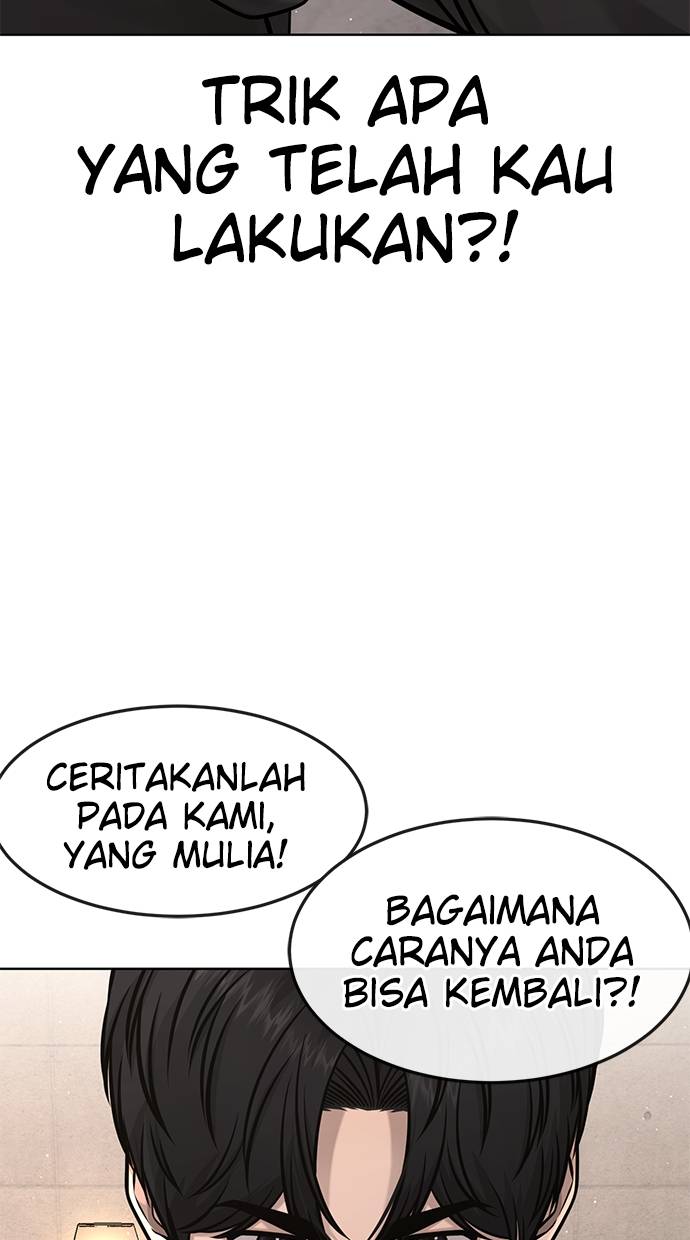 TRIK APA
YANG TELAH KAU
LAKUKAN?!
CERITAKANLAH
PADA KAMI,
YANG MULIA!
BAGAIMANA
CARANYA ANDA
BISA KEMBALI?!